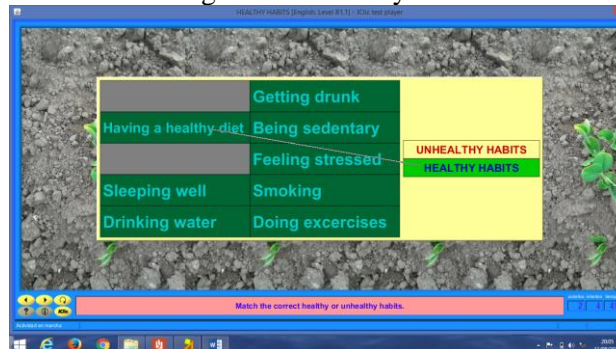 HEALTHY HABITS [English. Level B1.1] - JClic test player
Getting drunk
Having a healthy diet
Being sedentary
Feeling stressed
Sleeping well
Smoking
Drinking water
Doing excercises
UNHEALTHY HABITS
HEALTHY HABITS
Match the correct healthy or unhealthy habits.
Actividad en marcha